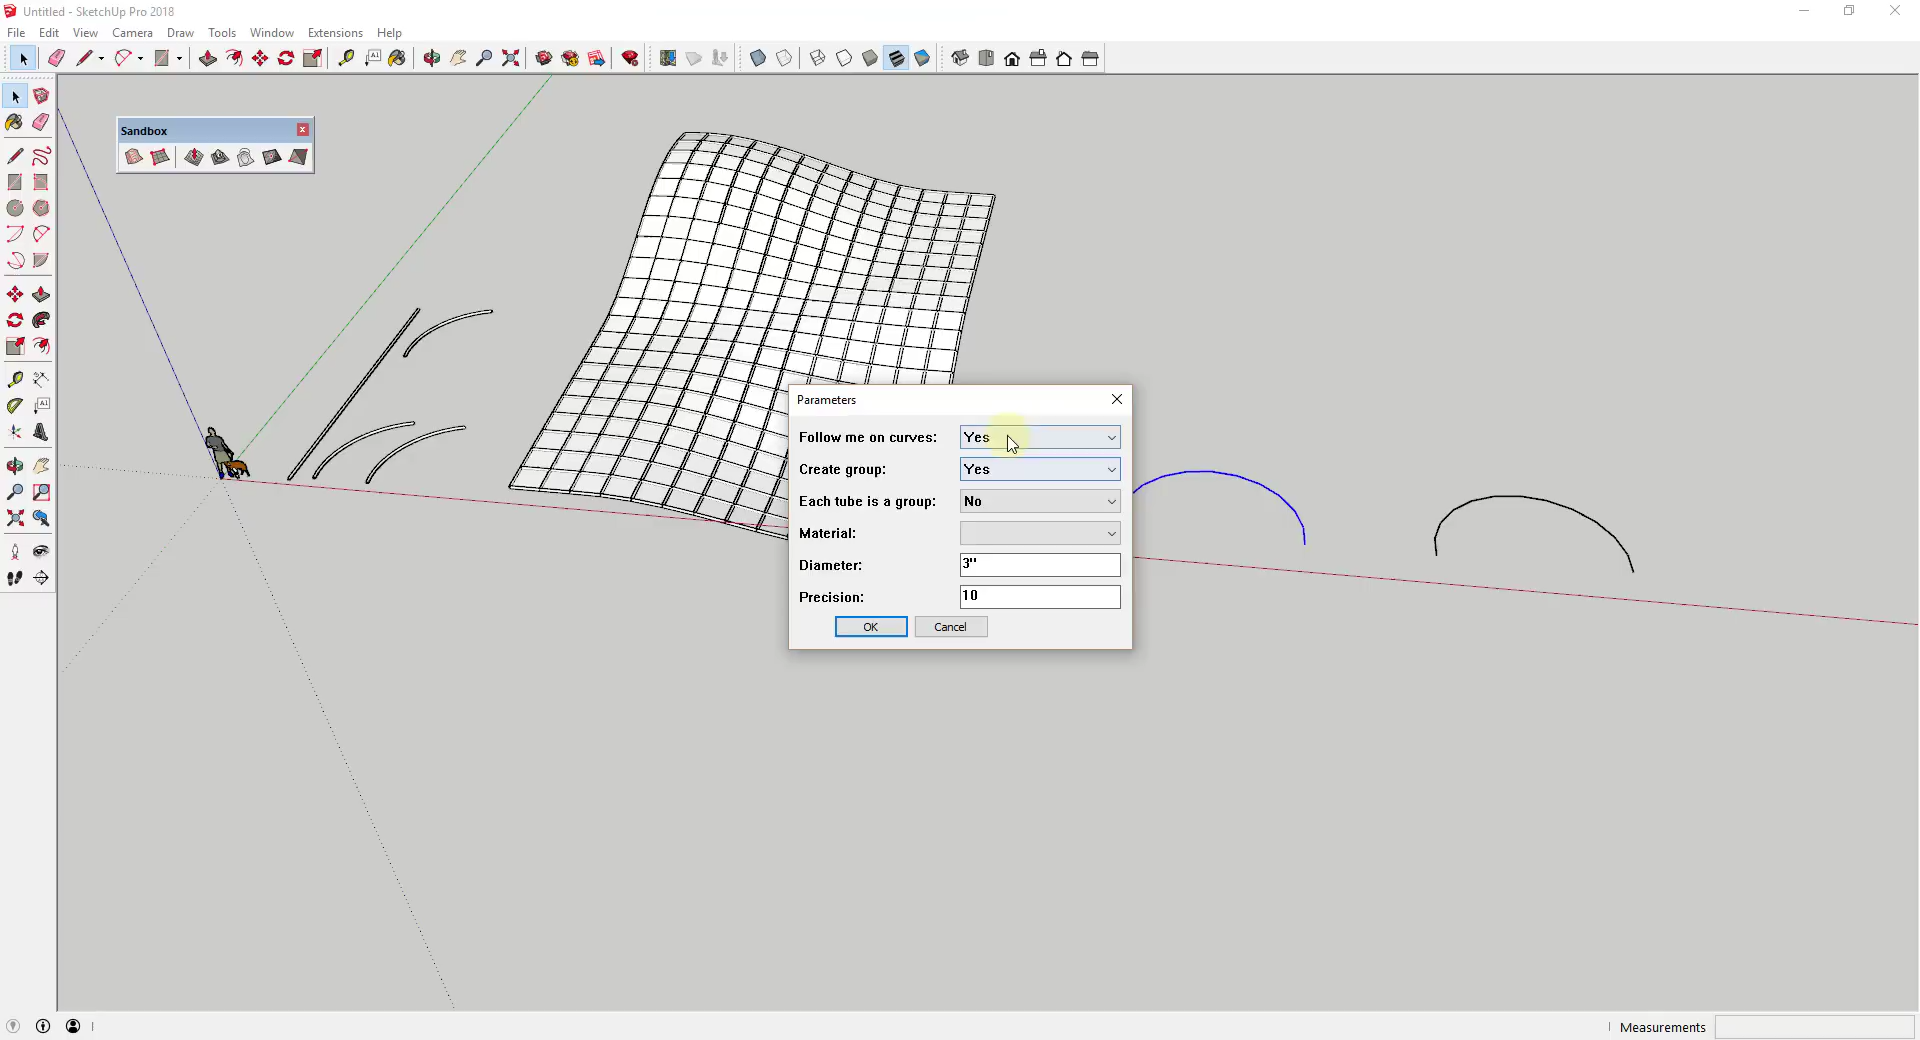 Untitled - SketchUp Pro 2018
File Edit View Camera Draw Tools Window Extensions Help
Sandbox
Parameters
Follow me on curves: Yes
Create group: Yes
Each tube is a group: No
Material:
Diameter: 3"
Precision: 10
OK Cancel
Measurements